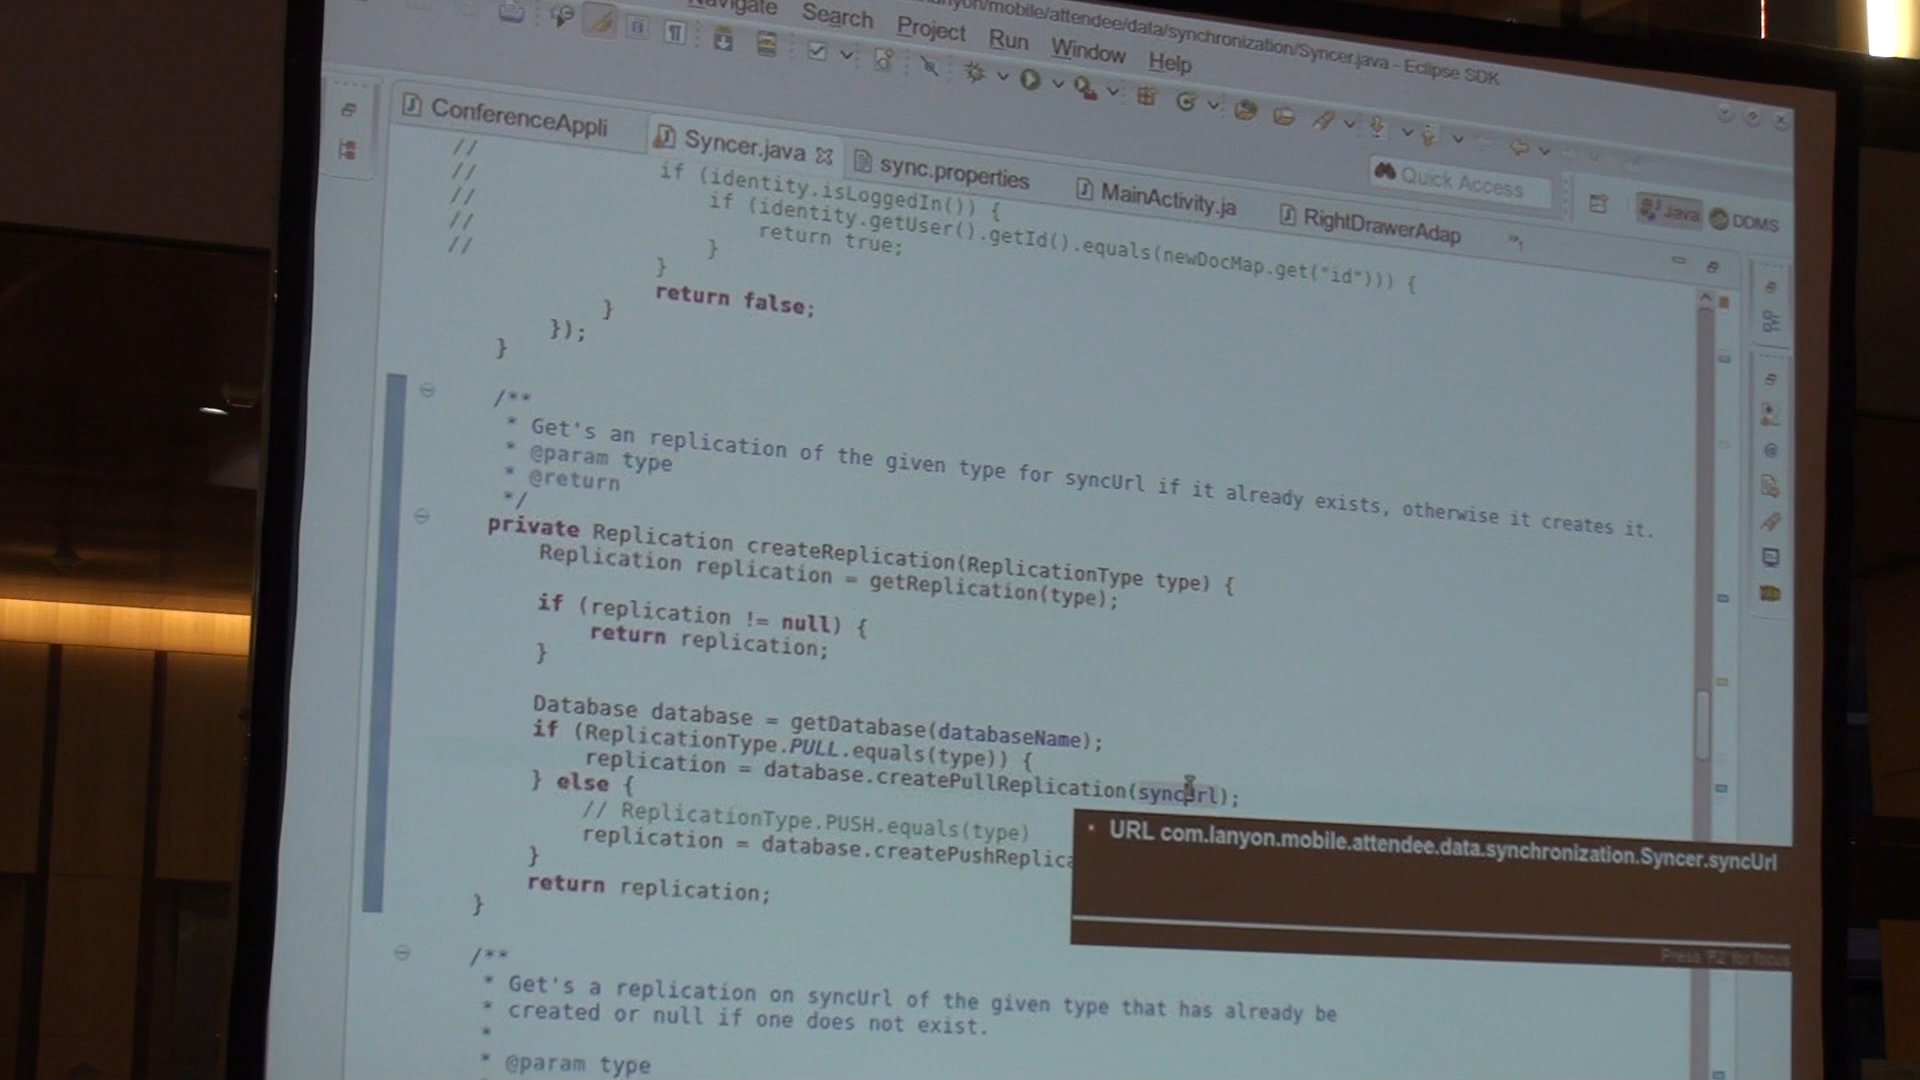 Navigate Search Project Run Window Help
/mobile/attendee/data/synchronization/Syncer.java - Eclipse SDK
Quick Access
Java DDMS
ConferenceAppli Syncer.java sync.properties MainActivity.ja RightDrawerAdap
// if (identity.isLoggedIn()) {
// if (identity.getUser().getId().equals(newDocMap.get("id"))) {
// return true;
// }
// }
return false;
}
});
}
/**
* Get's an replication of the given type for syncUrl if it already exists, otherwise it creates it.
* @param type
* @return
*/
private Replication createReplication(ReplicationType type) {
Replication replication = getReplication(type);
if (replication != null) {
return replication;
}
Database database = getDatabase(databaseName);
if (ReplicationType.PULL.equals(type)) {
replication = database.createPullReplication(syncUrl);
} else {
// ReplicationType.PUSH.equals(type)
replication = database.createPushReplica
}
return replication;
}
URL com.lanyon.mobile.attendee.data.synchronization.Syncer.syncUrl
Press 'F2' for focus
/**
* Get's a replication on syncUrl of the given type that has already be
* created or null if one does not exist.
*
* @param type